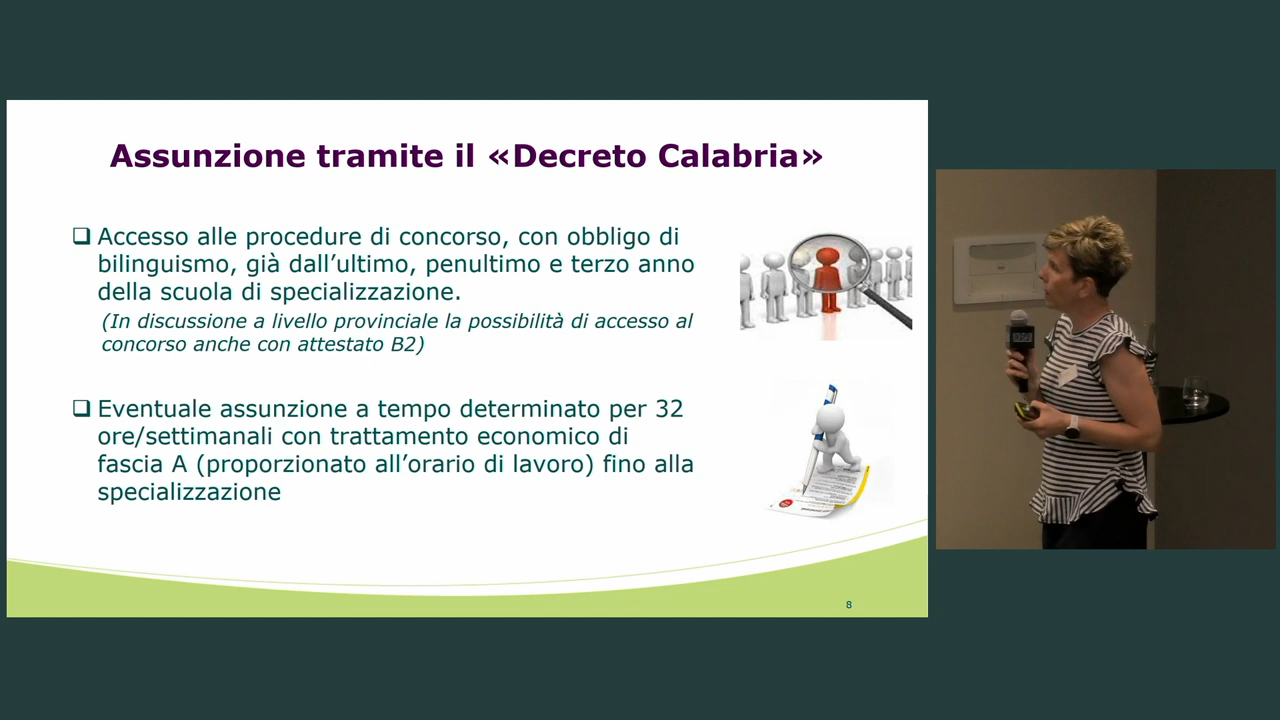 Assunzione tramite il «Decreto Calabria»
Accesso alle procedure di concorso, con obbligo di
bilinguismo, già dall’ultimo, penultimo e terzo anno
della scuola di specializzazione.
(In discussione a livello provinciale la possibilità di accesso al
concorso anche con attestato B2)
Eventuale assunzione a tempo determinato per 32
ore/settimanali con trattamento economico di
fascia A (proporzionato all’orario di lavoro) fino alla
specializzazione
8